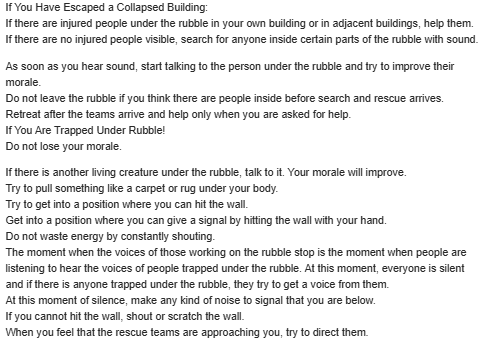 If You Have Escaped a Collapsed Building:
If there are injured people under the rubble in your own building or in adjacent buildings, help them.
If there are no injured people visible, search for anyone inside certain parts of the rubble with sound.
As soon as you hear sound, start talking to the person under the rubble and try to improve their
morale.
Do not leave the rubble if you think there are people inside before search and rescue arrives.
Retreat after the teams arrive and help only when you are asked for help.
If You Are Trapped Under Rubble!
Do not lose your morale.
If there is another living creature under the rubble, talk to it. Your morale will improve.
Try to pull something like a carpet or rug under your body.
Try to get into a position where you can hit the wall.
Get into a position where you can give a signal by hitting the wall with your hand.
Do not waste energy by constantly shouting.
The moment when the voices of those working on the rubble stop is the moment when people are
listening to hear the voices of people trapped under the rubble. At this moment, everyone is silent
and if there is anyone trapped under the rubble, they try to get a voice from them.
At this moment of silence, make any kind of noise to signal that you are below.
If you cannot hit the wall, shout or scratch the wall.
When you feel that the rescue teams are approaching you, try to direct them.